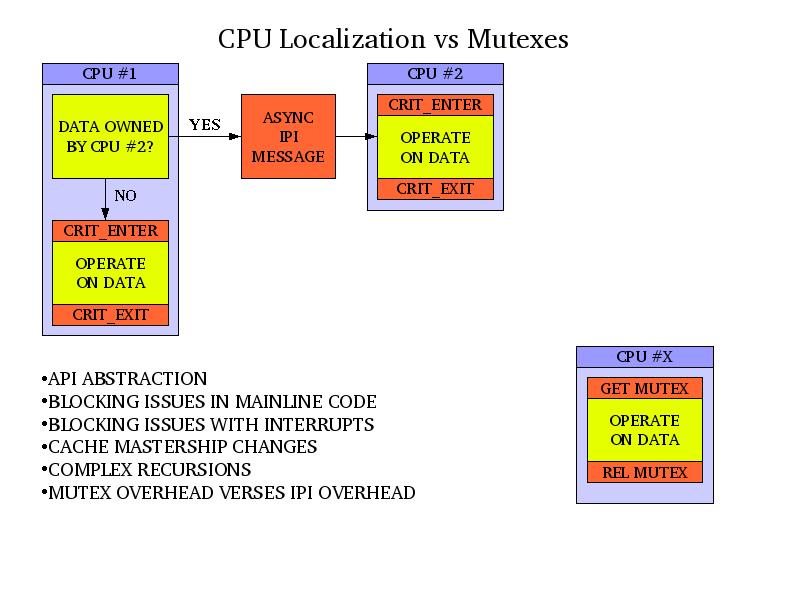 CPU Localization vs Mutexes
CPU #1
DATA OWNED
BY CPU #2?
YES
ASYNC
IPI
MESSAGE
CPU #2
CRIT_ENTER
OPERATE
ON DATA
CRIT_EXIT
NO
CRIT_ENTER
OPERATE
ON DATA
CRIT_EXIT
•API ABSTRACTION
•BLOCKING ISSUES IN MAINLINE CODE
•BLOCKING ISSUES WITH INTERRUPTS
•CACHE MASTERSHIP CHANGES
•COMPLEX RECURSIONS
•MUTEX OVERHEAD VERSES IPI OVERHEAD
CPU #X
GET MUTEX
OPERATE
ON DATA
REL MUTEX